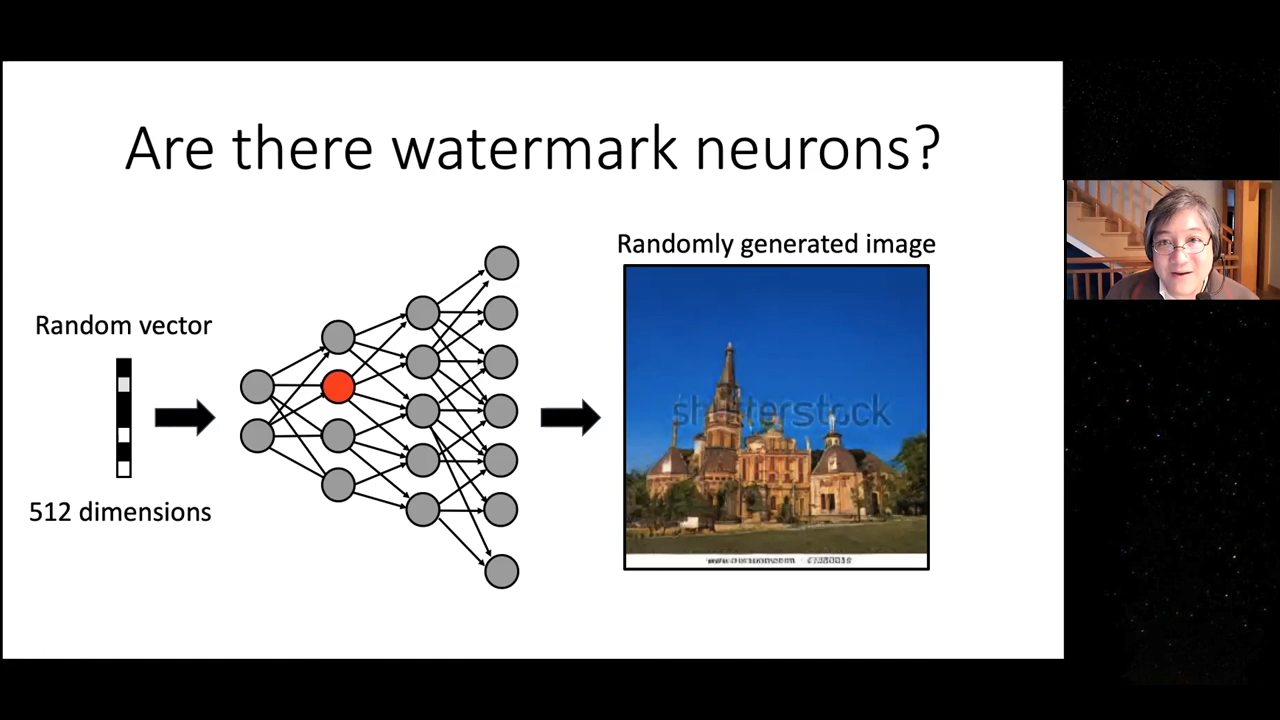 Are there watermark neurons?
Randomly generated image
Random vector
shutterstock
512 dimensions